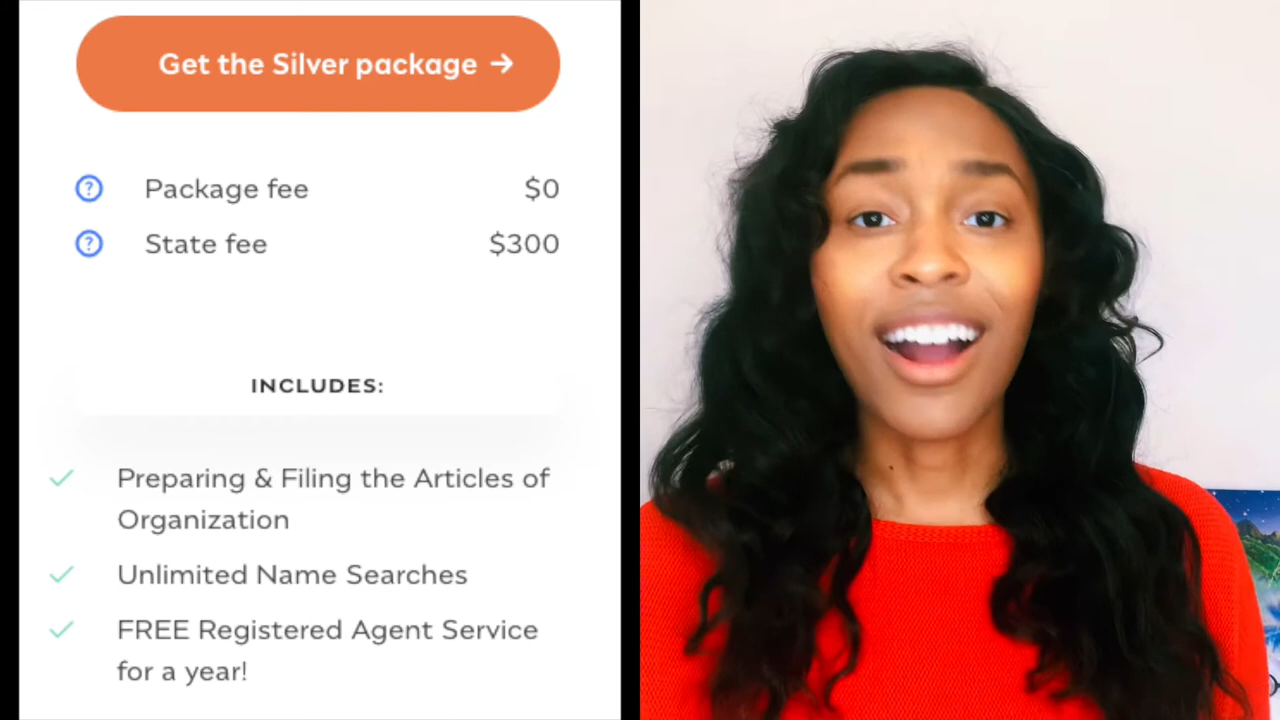 Get the Silver package →
Package fee $0
State fee $300
INCLUDES:
Preparing & Filing the Articles of
Organization
Unlimited Name Searches
FREE Registered Agent Service
for a year!